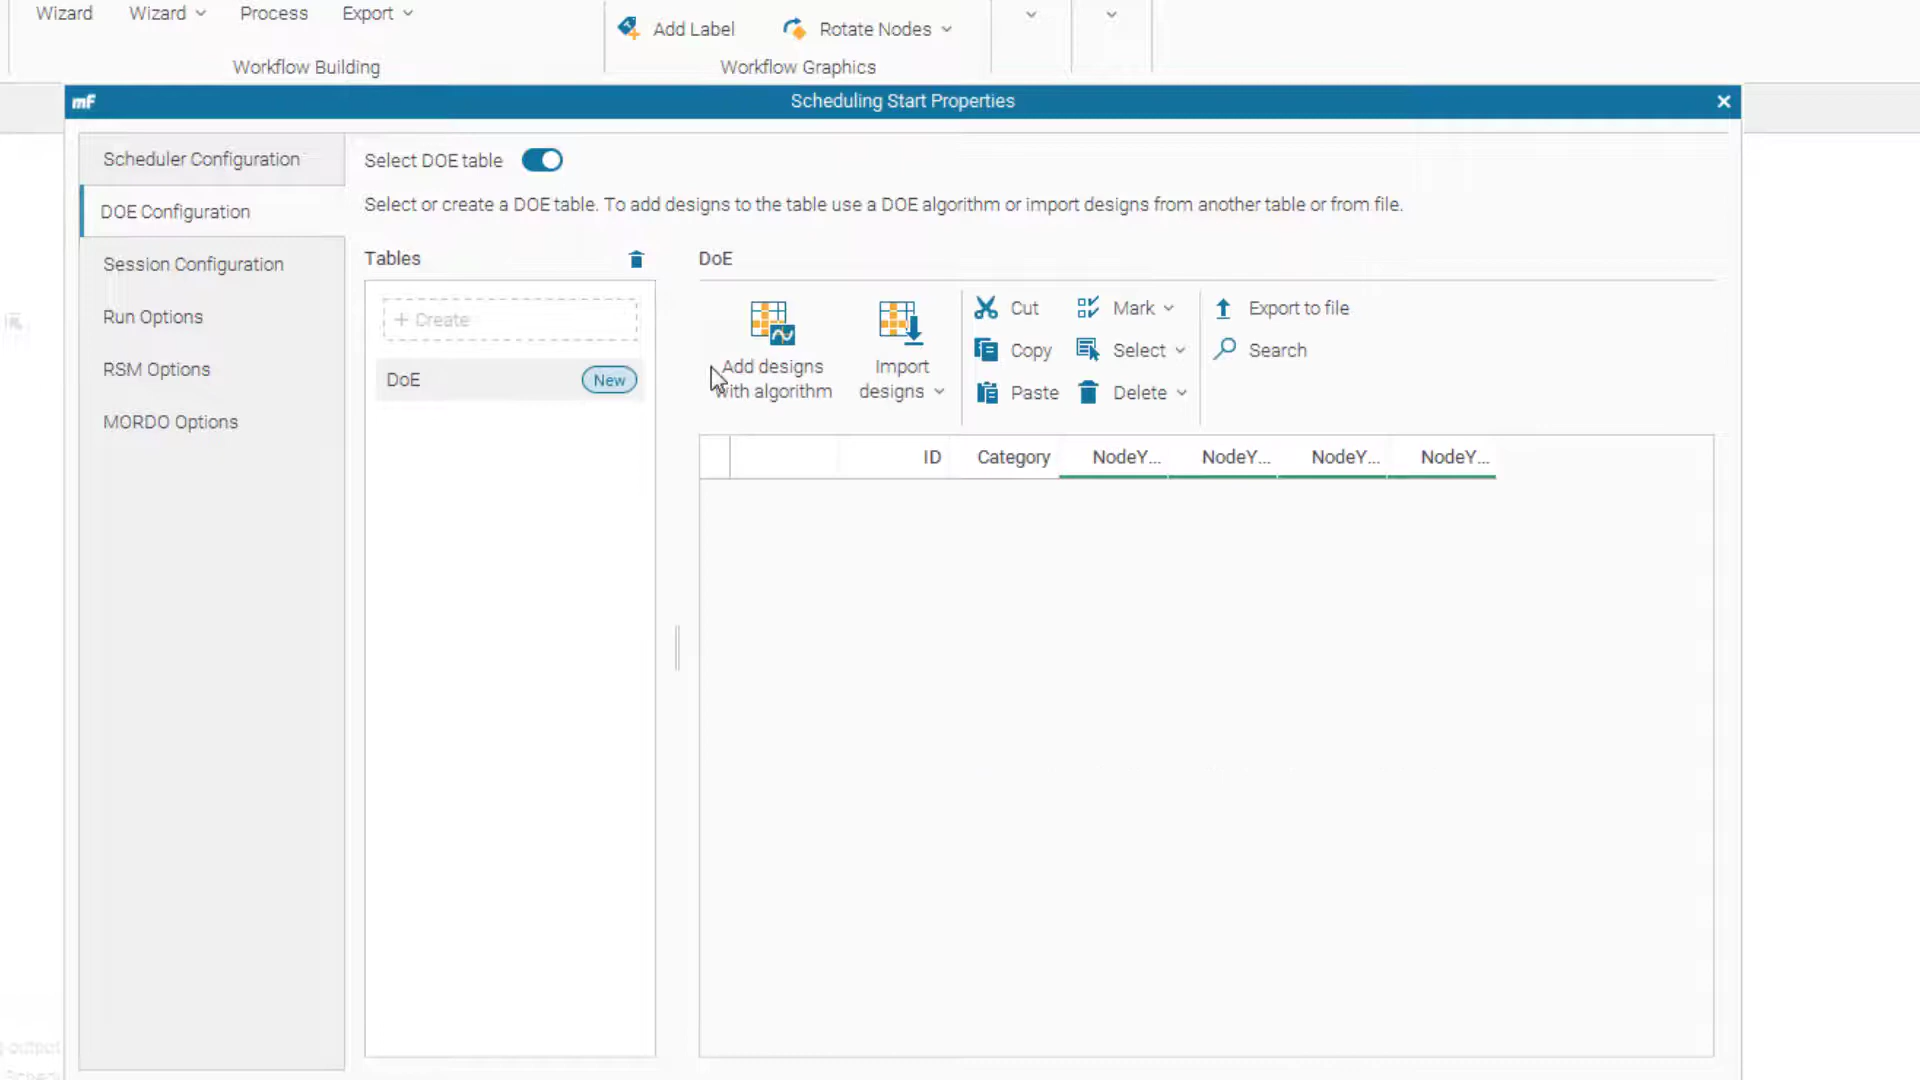 Wizard Wizard Process Export
Add Label Rotate Nodes
Workflow Building Workflow Graphics
mF Scheduling Start Properties
Scheduler Configuration
DOE Configuration
Session Configuration
Run Options
RSM Options
MORDO Options
Select DOE table
Select or create a DOE table. To add designs to the table use a DOE algorithm or import designs from another table or from file.
Tables
+ Create
DoE New
DoE
Add designs
with algorithm
Import
designs
Cut Mark Export to file
Copy Select Search
Paste Delete
ID Category NodeY... NodeY... NodeY... NodeY...